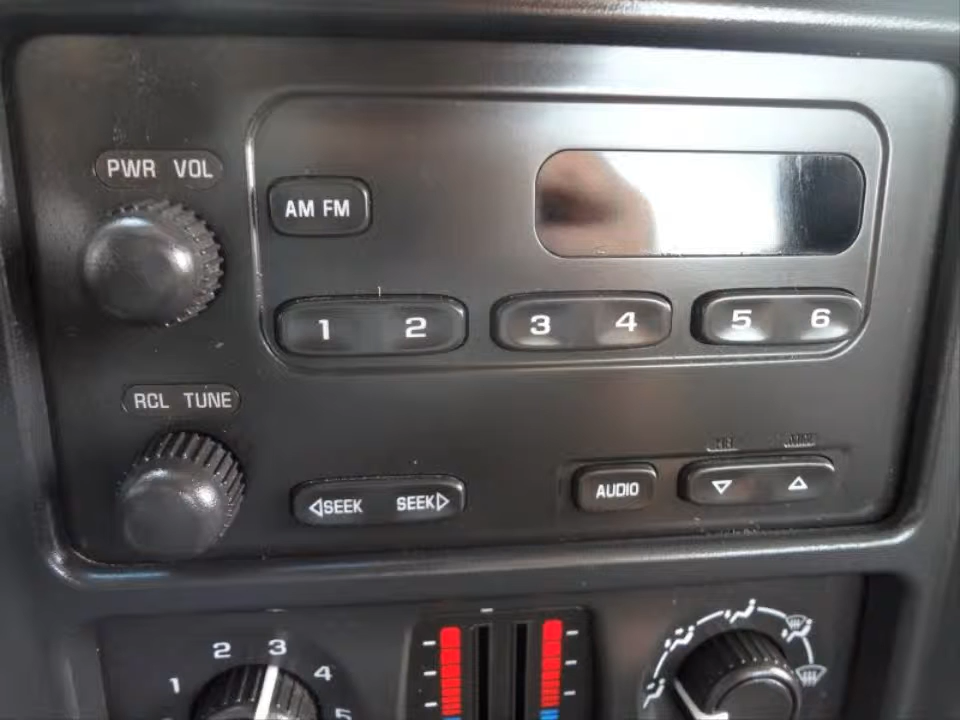 PWR VOL
AM FM
1 2 3 4 5 6
RCL TUNE
SEEK SEEK
AUDIO
1 2 3 4 5